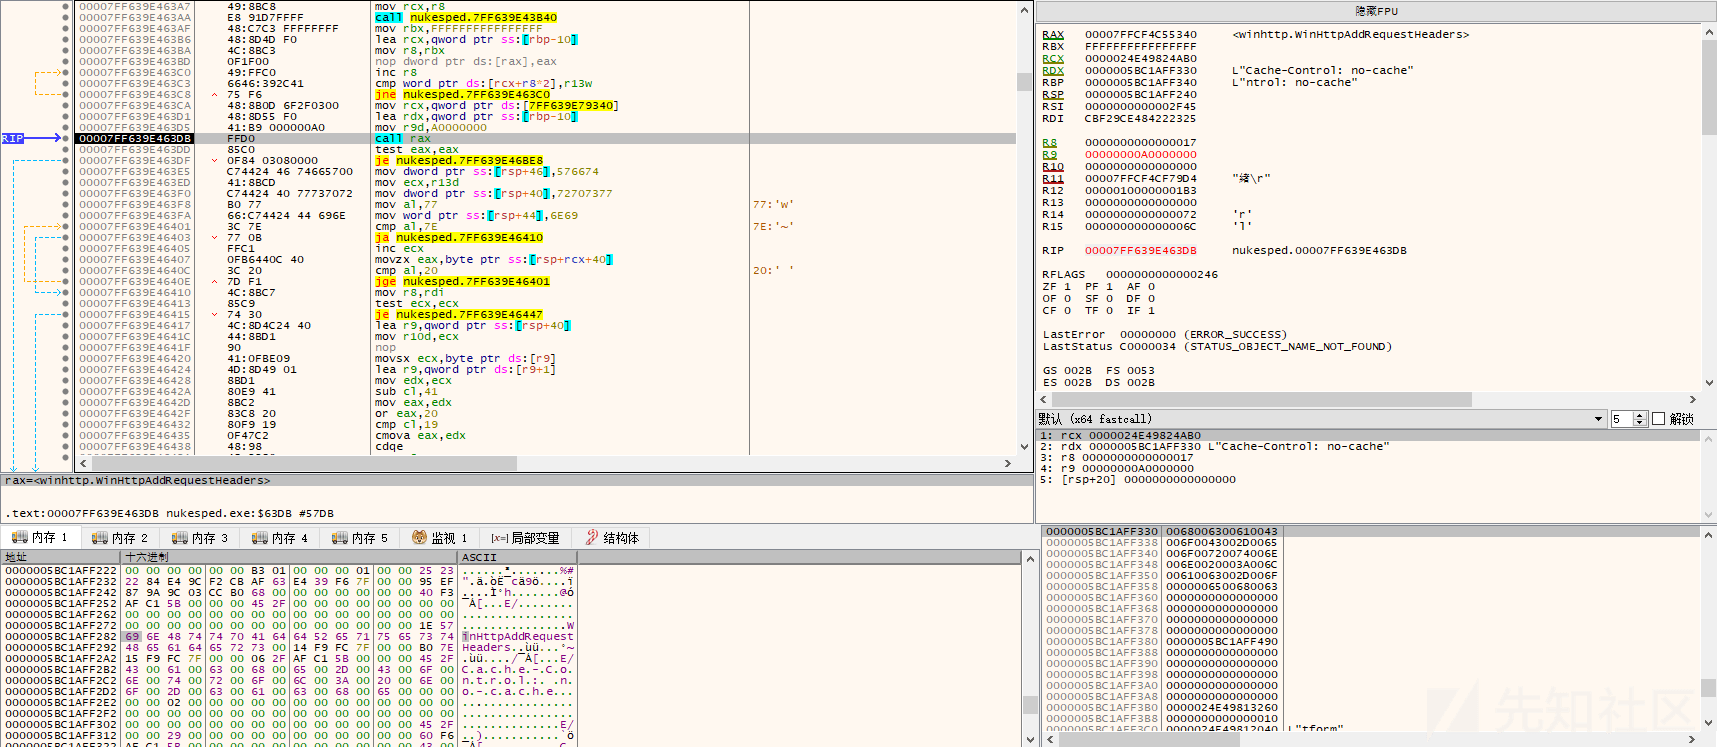 00007FF639E463A7 49:8BC8 mov rcx,r8
00007FF639E463AA E8 91D7FFFF call nukesped.7FF639E43B40
00007FF639E463AF 48:C7C3 FFFFFFFF mov rbx,FFFFFFFFFFFFFFFF
00007FF639E463B6 48:8D4D F0 lea rcx,qword ptr ss:[rbp-10]
00007FF639E463BA 4C:8BC3 mov r8,rbx
00007FF639E463BD 0F1F00 nop dword ptr ds:[rax],eax
00007FF639E463C0 49:FFC0 inc r8
00007FF639E463C3 6646:392C41 cmp word ptr ds:[rcx+r8*2],r13w
00007FF639E463C8 75 F6 jne nukesped.7FF639E463C0
00007FF639E463CA 48:8B0D 6F2F0300 mov rcx,qword ptr ds:[7FF639E79340]
00007FF639E463D1 48:8D55 F0 lea rdx,qword ptr ss:[rbp-10]
00007FF639E463D5 41:B9 000000A0 mov r9d,A0000000
RIP 00007FF639E463DB FFD0 call rax
00007FF639E463DD 85C0 test eax,eax
00007FF639E463DF 0F84 03080000 je nukesped.7FF639E46BE8
00007FF639E463E5 C74424 46 74665700 mov dword ptr ss:[rsp+46],576674
00007FF639E463ED 41:8BCD mov ecx,r13d
00007FF639E463F0 C74424 40 77737072 mov dword ptr ss:[rsp+40],72707377
00007FF639E463F8 B0 77 mov al,77 77:'w'
00007FF639E463FA 66:C74424 44 696E mov word ptr ss:[rsp+44],6E69
00007FF639E46401 3C 7E cmp al,7E 7E:'~'
00007FF639E46403 77 0B ja nukesped.7FF639E46410
00007FF639E46405 FFC1 inc ecx
00007FF639E46407 0FB6440C 40 movzx eax,byte ptr ss:[rsp+rcx+40]
00007FF639E4640C 3C 20 cmp al,20 20:' '
00007FF639E4640E 7D F1 jge nukesped.7FF639E46401
00007FF639E46410 4C:8BC7 mov r8,rdi
00007FF639E46413 85C9 test ecx,ecx
00007FF639E46415 74 30 je nukesped.7FF639E46447
00007FF639E46417 4C:8D4C24 40 lea r9,qword ptr ss:[rsp+40]
00007FF639E4641C 44:8BD1 mov r10d,ecx
00007FF639E4641F 90 nop
00007FF639E46420 41:0FBE09 movsx ecx,byte ptr ds:[r9]
00007FF639E46424 4D:8D49 01 lea r9,qword ptr ds:[r9+1]
00007FF639E46428 8BD1 mov edx,ecx
00007FF639E4642A 80E9 41 sub cl,41
00007FF639E4642D 8BC2 mov eax,edx
00007FF639E4642F 83C8 20 or eax,20
00007FF639E46432 80F9 19 cmp cl,19
00007FF639E46435 0F47C2 cmova eax,edx
00007FF639E46438 48:98 cdqe
rax=<winhttp.WinHttpAddRequestHeaders>
.text:00007FF639E463DB nukesped.exe:$63DB #57DB
隐藏FPU
RAX 00007FFCF4C55340 <winhttp.WinHttpAddRequestHeaders>
RBX FFFFFFFFFFFFFFFF
RCX 0000024E49824AB0
RDX 0000005BC1AFF330 L"Cache-Control: no-cache"
RBP 0000005BC1AFF340 L"ntrol: no-cache"
RSP 0000005BC1AFF240
RSI 0000000000002F45
RDI CBF29CE484222325
R8 0000000000000017
R9 00000000A0000000
R10 0000000000000000
R11 00007FFCF4CF79D4
R12 00000100000001B3
R13 0000000000000000
R14 0000000000000072 'r'
R15 000000000000006C 'l'
RIP 00007FF639E463DB nukesped.00007FF639E463DB
RFLAGS 0000000000000246
ZF 1 PF 1 AF 0
OF 0 SF 0 DF 0
CF 0 TF 0 IF 1
LastError 00000000 (ERROR_SUCCESS)
LastStatus C0000034 (STATUS_OBJECT_NAME_NOT_FOUND)
GS 002B FS 0053
ES 002B DS 002B
默认 (x64 fastcall) 5 解锁
1: rcx 0000024E49824AB0
2: rdx 0000005BC1AFF330 L"Cache-Control: no-cache"
3: r8 0000000000000017
4: r9 00000000A0000000
5: [rsp+20] 0000000000000000
内存 1 内存 2 内存 3 内存 4 内存 5 监视 1 [x=] 局部变量 结构体
地址 十六进制 ASCII
0000005BC1AFF222 00 00 00 00 00 00 B3 01 00 00 00 01 00 00 25 23
0000005BC1AFF232 22 84 E4 9C F2 CB AF 63 E4 39 F6 7F 00 00 95 EF
0000005BC1AFF242 87 9A 9C 03 CC B0 68 00 00 00 00 00 00 00 40 F3
0000005BC1AFF252 AF C1 5B 00 00 00 45 2F 00 00 00 00 00 00 00 00
0000005BC1AFF262 00 00 00 00 00 00 00 00 00 00 00 00 00 00 00 00
0000005BC1AFF272 00 00 00 00 00 00 00 00 00 00 00 00 00 00 1E 57
0000005BC1AFF282 69 6E 48 74 74 70 41 64 64 52 65 71 75 65 73 74 inHttpAddRequest
0000005BC1AFF292 48 65 61 64 65 72 73 00 14 F9 FC 7F 00 00 B0 7E
0000005BC1AFF2A2 15 F9 FC 7F 00 00 06 2F AF C1 5B 00 00 00 45 2F
0000005BC1AFF2B2 43 00 61 00 63 00 68 00 65 00 2D 00 43 00 6F 00 C.a.c.h.e.-.C.o.
0000005BC1AFF2C2 6E 00 74 00 72 00 6F 00 6C 00 3A 00 20 00 6E 00 n.t.r.o.l.:. .n.
0000005BC1AFF2D2 6F 00 2D 00 63 00 61 00 63 00 68 00 65 00 00 00 o.-.c.a.c.h.e...
0000005BC1AFF2E2 00 00 02 00 00 00 00 00 00 00 00 00 00 00 00 00 ................
0000005BC1AFF2F2 00 00 00 00 00 00 00 00 00 00 00 00 00 00 00 00 ................
0000005BC1AFF302 00 00 00 00 00 00 00 00 00 00 00 00 00 00 45 2F ..............E/
0000005BC1AFF312 00 00 29 00 00 00 00 00 00 00 00 00 00 00 60 F6
0000005BC1AFF330 0068006300610043
0000005BC1AFF338 006F0043002D0065
0000005BC1AFF340 006F00720074006E
0000005BC1AFF348 006E0020003A006C
0000005BC1AFF350 00610063002D006F
0000005BC1AFF358 0000006500680063
0000005BC1AFF360 0000000000000000
0000005BC1AFF368 0000000000000000
0000005BC1AFF370 0000000000000000
0000005BC1AFF378 0000000000000000
0000005BC1AFF380 0000005BC1AFF490
0000005BC1AFF388 0000000000000000
0000005BC1AFF390 0000000000000000
0000005BC1AFF398 0000000000000000
0000005BC1AFF3A0 0000000000000000
0000005BC1AFF3A8 0000000000000000
0000005BC1AFF3B0 0000024E49813260
0000005BC1AFF3B8 0000000000000010
0000005BC1AFF3C0 0000024E49812040 L"tform"
先知社区